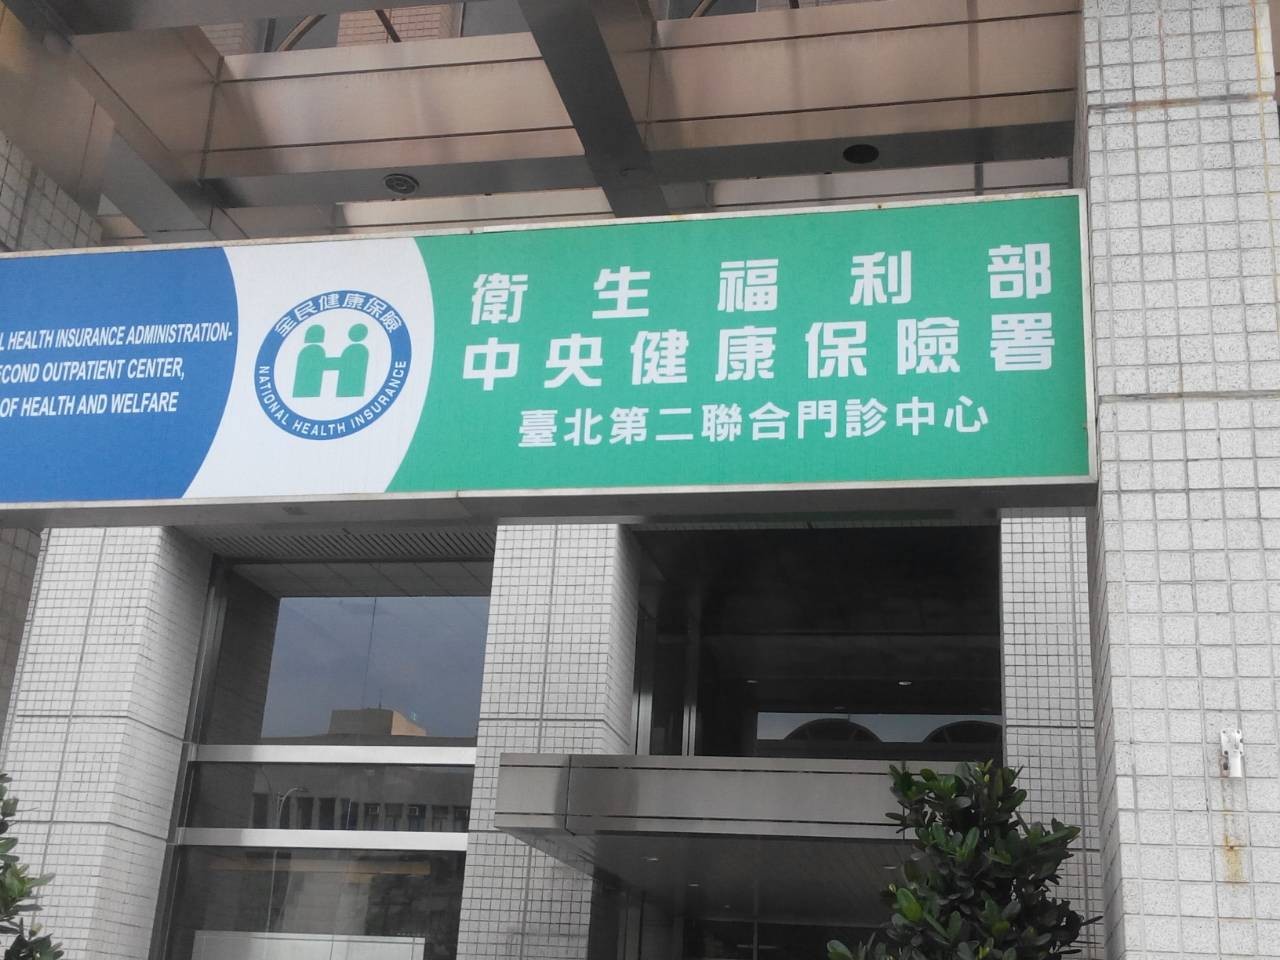 L HEALTH INSURANCE ADMINISTRATION-
ECOND OUTPATIENT CENTER,
OF HEALTH AND WELFARE
全民健康保險
NATIONAL HEALTH INSURANCE
衛生福利部
中央健康保險署
臺北第二聯合門診中心